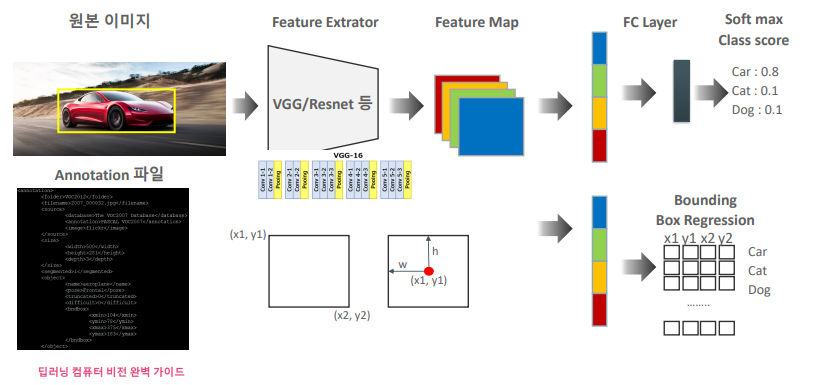 원본 이미지
Feature Extrator
Feature Map
FC Layer
Soft max
Class score
VGG/Resnet 등
Car : 0.8
Cat : 0.1
Dog : 0.1
VGG-16
Conv 1-1
Conv 1-2
Pooing
Conv 2-1
Conv 2-2
Pooing
Conv 3-1
Conv 3-2
Conv 3-3
Pooing
Conv 4-1
Conv 4-2
Conv 4-3
Pooing
Conv 5-1
Conv 5-2
Conv 5-3
Pooing
Annotation 파일
<annotation>
<folder>VOC2012</folder>
<filename>2007_000032.jpg</filename>
<source>
<database>The VOC2007 Database</database>
<annotation>PASCAL VOC2007</annotation>
<image>flickr</image>
</source>
<size>
<width>500</width>
<height>281</height>
<depth>3</depth>
</size>
<segmented>1</segmented>
<object>
<name>aeroplane</name>
<pose>Frontal</pose>
<truncated>0</truncated>
<difficult>0</difficult>
<bndbox>
<xmin>104</xmin>
<ymin>78</ymin>
<xmax>375</xmax>
<ymax>183</ymax>
</bndbox>
</object>
(x1, y1)
(x2, y2)
h
w
(x1, y1)
Bounding
Box Regression
x1 y1 x2 y2
Car
Cat
Dog
........
딥러닝 컴퓨터 비전 완벽 가이드